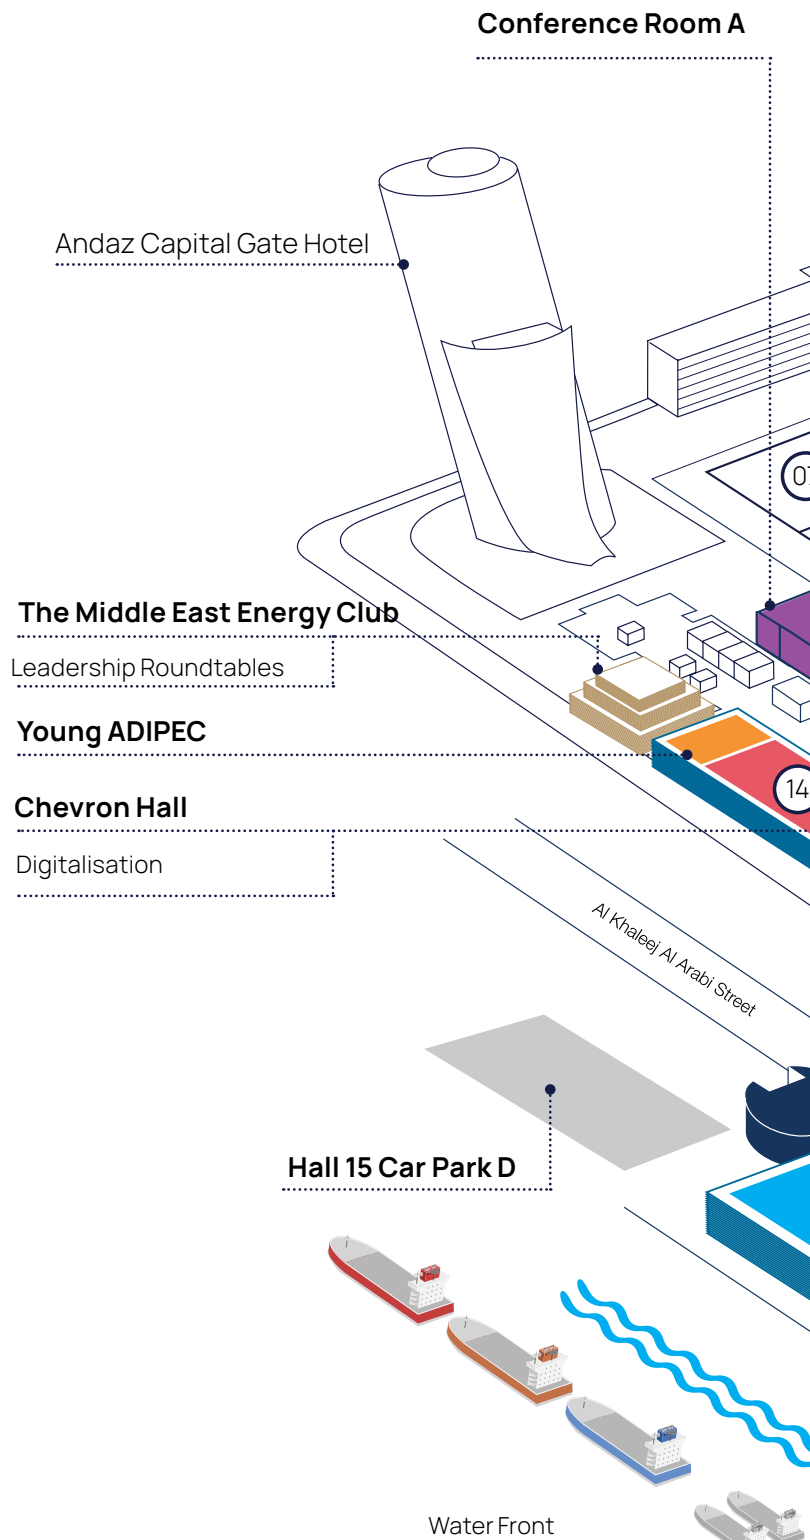 Conference Room A
Andaz Capital Gate Hotel
The Middle East Energy Club
Leadership Roundtables
Young ADIPEC
14
Chevron Hall
Digitalisation
Al Khaleej Al Arabi Street
Hall 15 Car Park D
Water Front